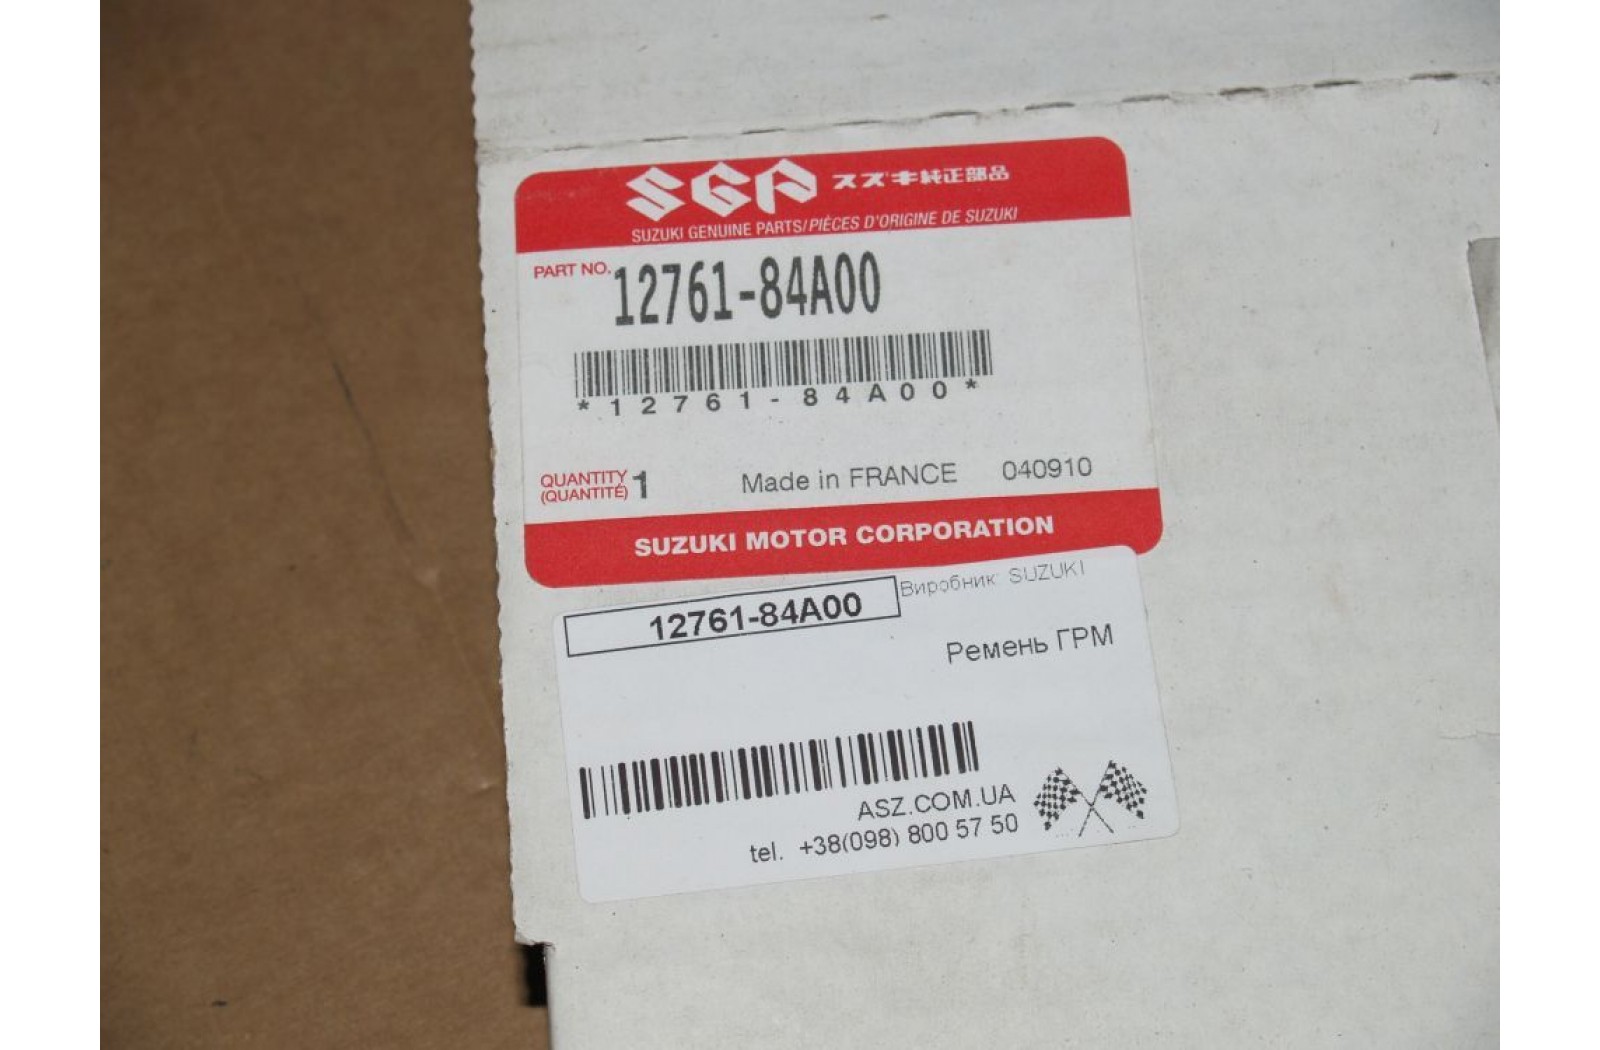 SGP スズキ純正部品
SUZUKI GENUINE PARTS/PIÈCES D'ORIGINE DE SUZUKI
PART NO. 12761-84A00
*12761-84A00*
QUANTITY
(QUANTITÉ) 1 Made in FRANCE 040910
SUZUKI MOTOR CORPORATION
12761-84A00 Виробник: SUZUKI
Ремень ГРМ
ASZ.COM.UA
tel. +38(098) 800 57 50